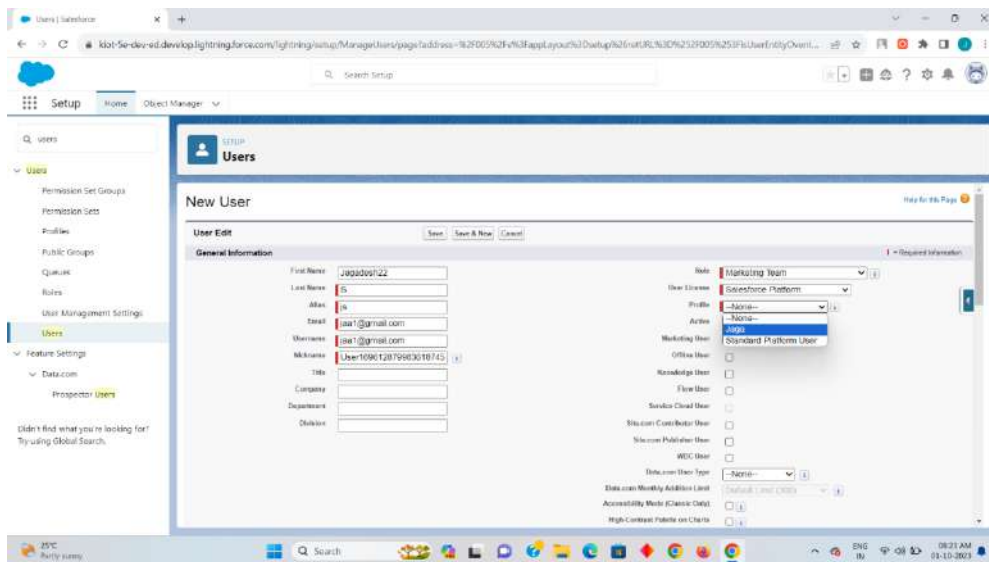 Users | Salesforce
Search Setup
Setup
Home
Object Manager
users
Users
Permission Set Groups
Permission Sets
Profiles
Public Groups
Queues
Roles
User Management Settings
Users
Feature Settings
Data.com
Prospector Users
Didn't find what you're looking for?
Try using Global Search.
SETUP
Users
New User
Help for this Page
User Edit
Save Save & New Cancel
General Information
= Required Information
First Name Jagadesh22
Last Name S
Alias js
Email jaa1@gmail.com
Username jaa1@gmail.com
Nickname
Title
Company
Department
Division
Role Marketing Team
User License Salesforce Platform
Profile --None--
--None--
Jaga
Standard Platform User
Active
Marketing User
Offline User
Knowledge User
Flow User
Service Cloud User
Site.com Contributor User
Site.com Publisher User
WDC User
Data.com User Type --None--
Data.com Monthly Addition Limit Default Limit (300)
Accessibility Mode (Classic Only)
High-Contrast Palette on Charts
25°C
Partly sunny
Search
ENG
IN
08:21 AM
01-10-2023